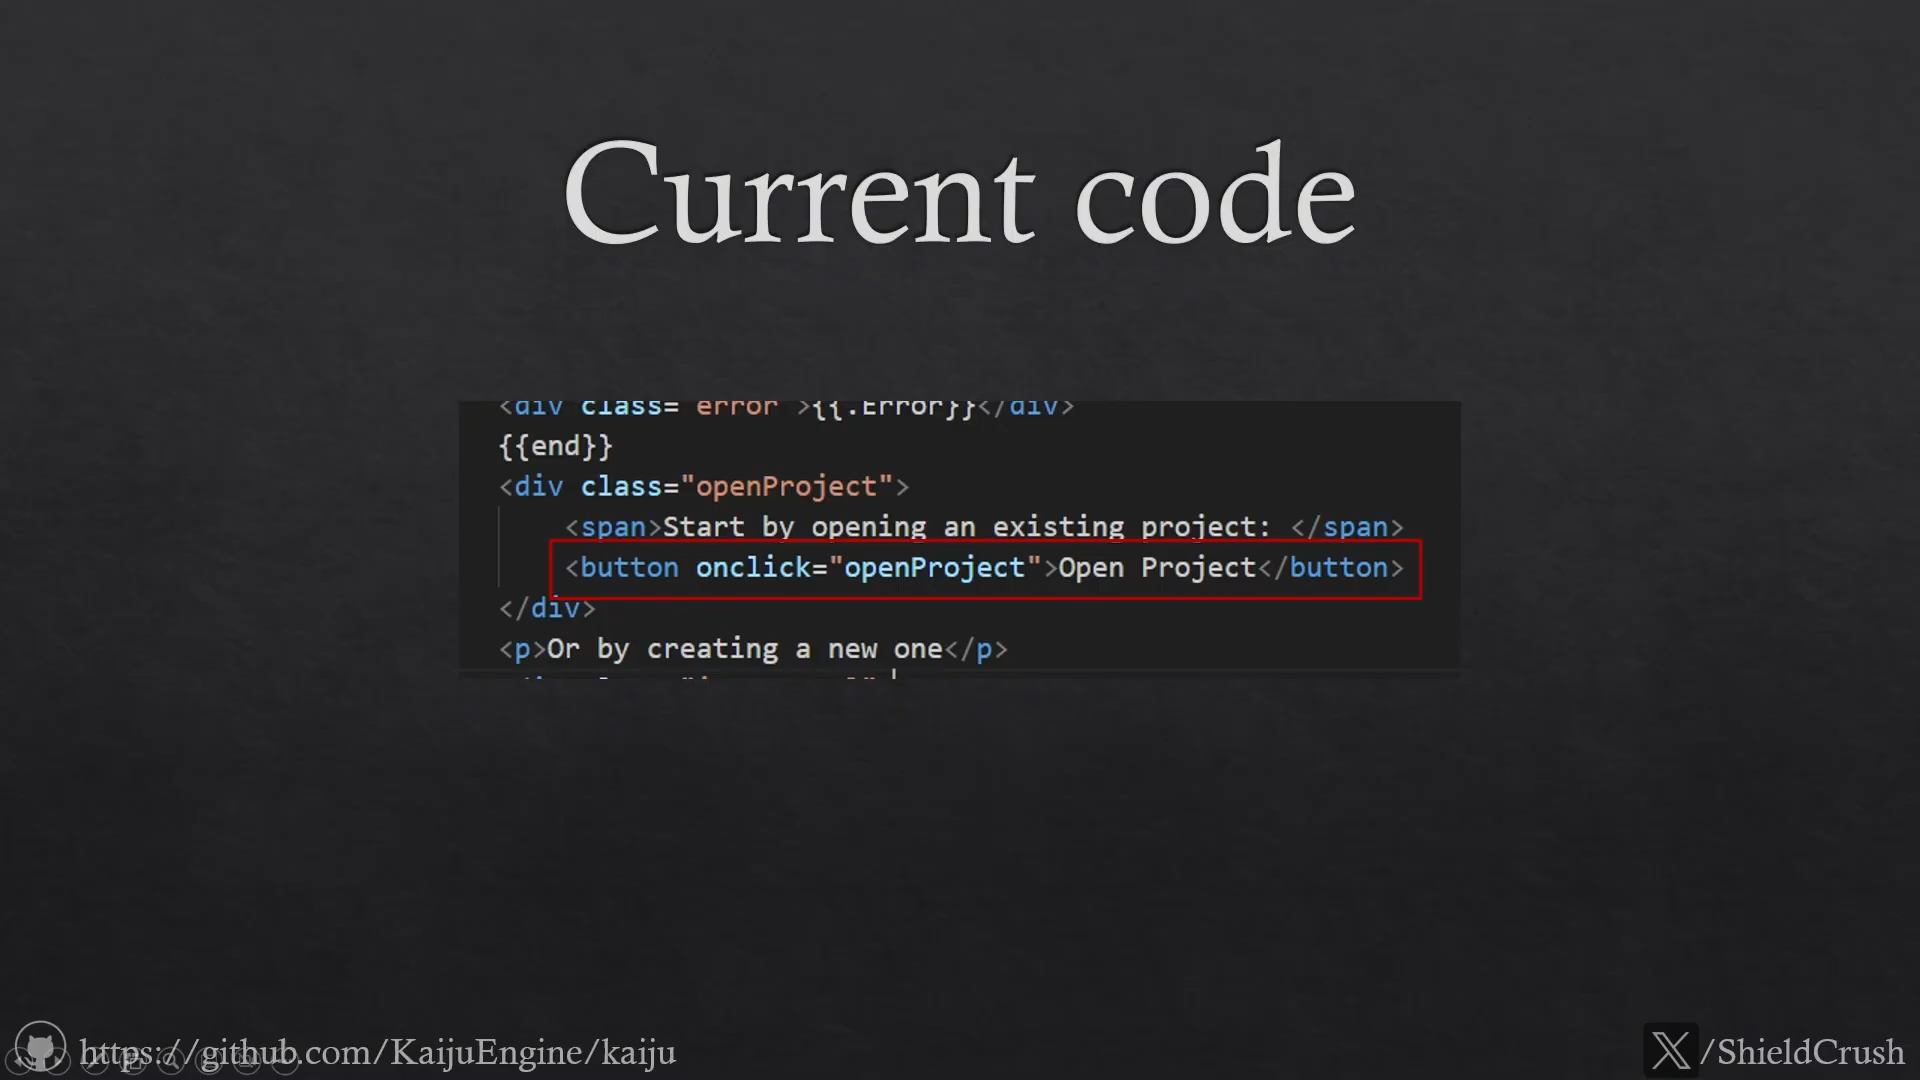 Current code
<div class="error">{{.Error}}</div>
{{end}}
<div class="openProject">
<span>Start by opening an existing project: </span>
<button onclick="openProject">Open Project</button>
</div>
<p>Or by creating a new one</p>
https://github.com/KaijuEngine/kaiju
/ShieldCrush